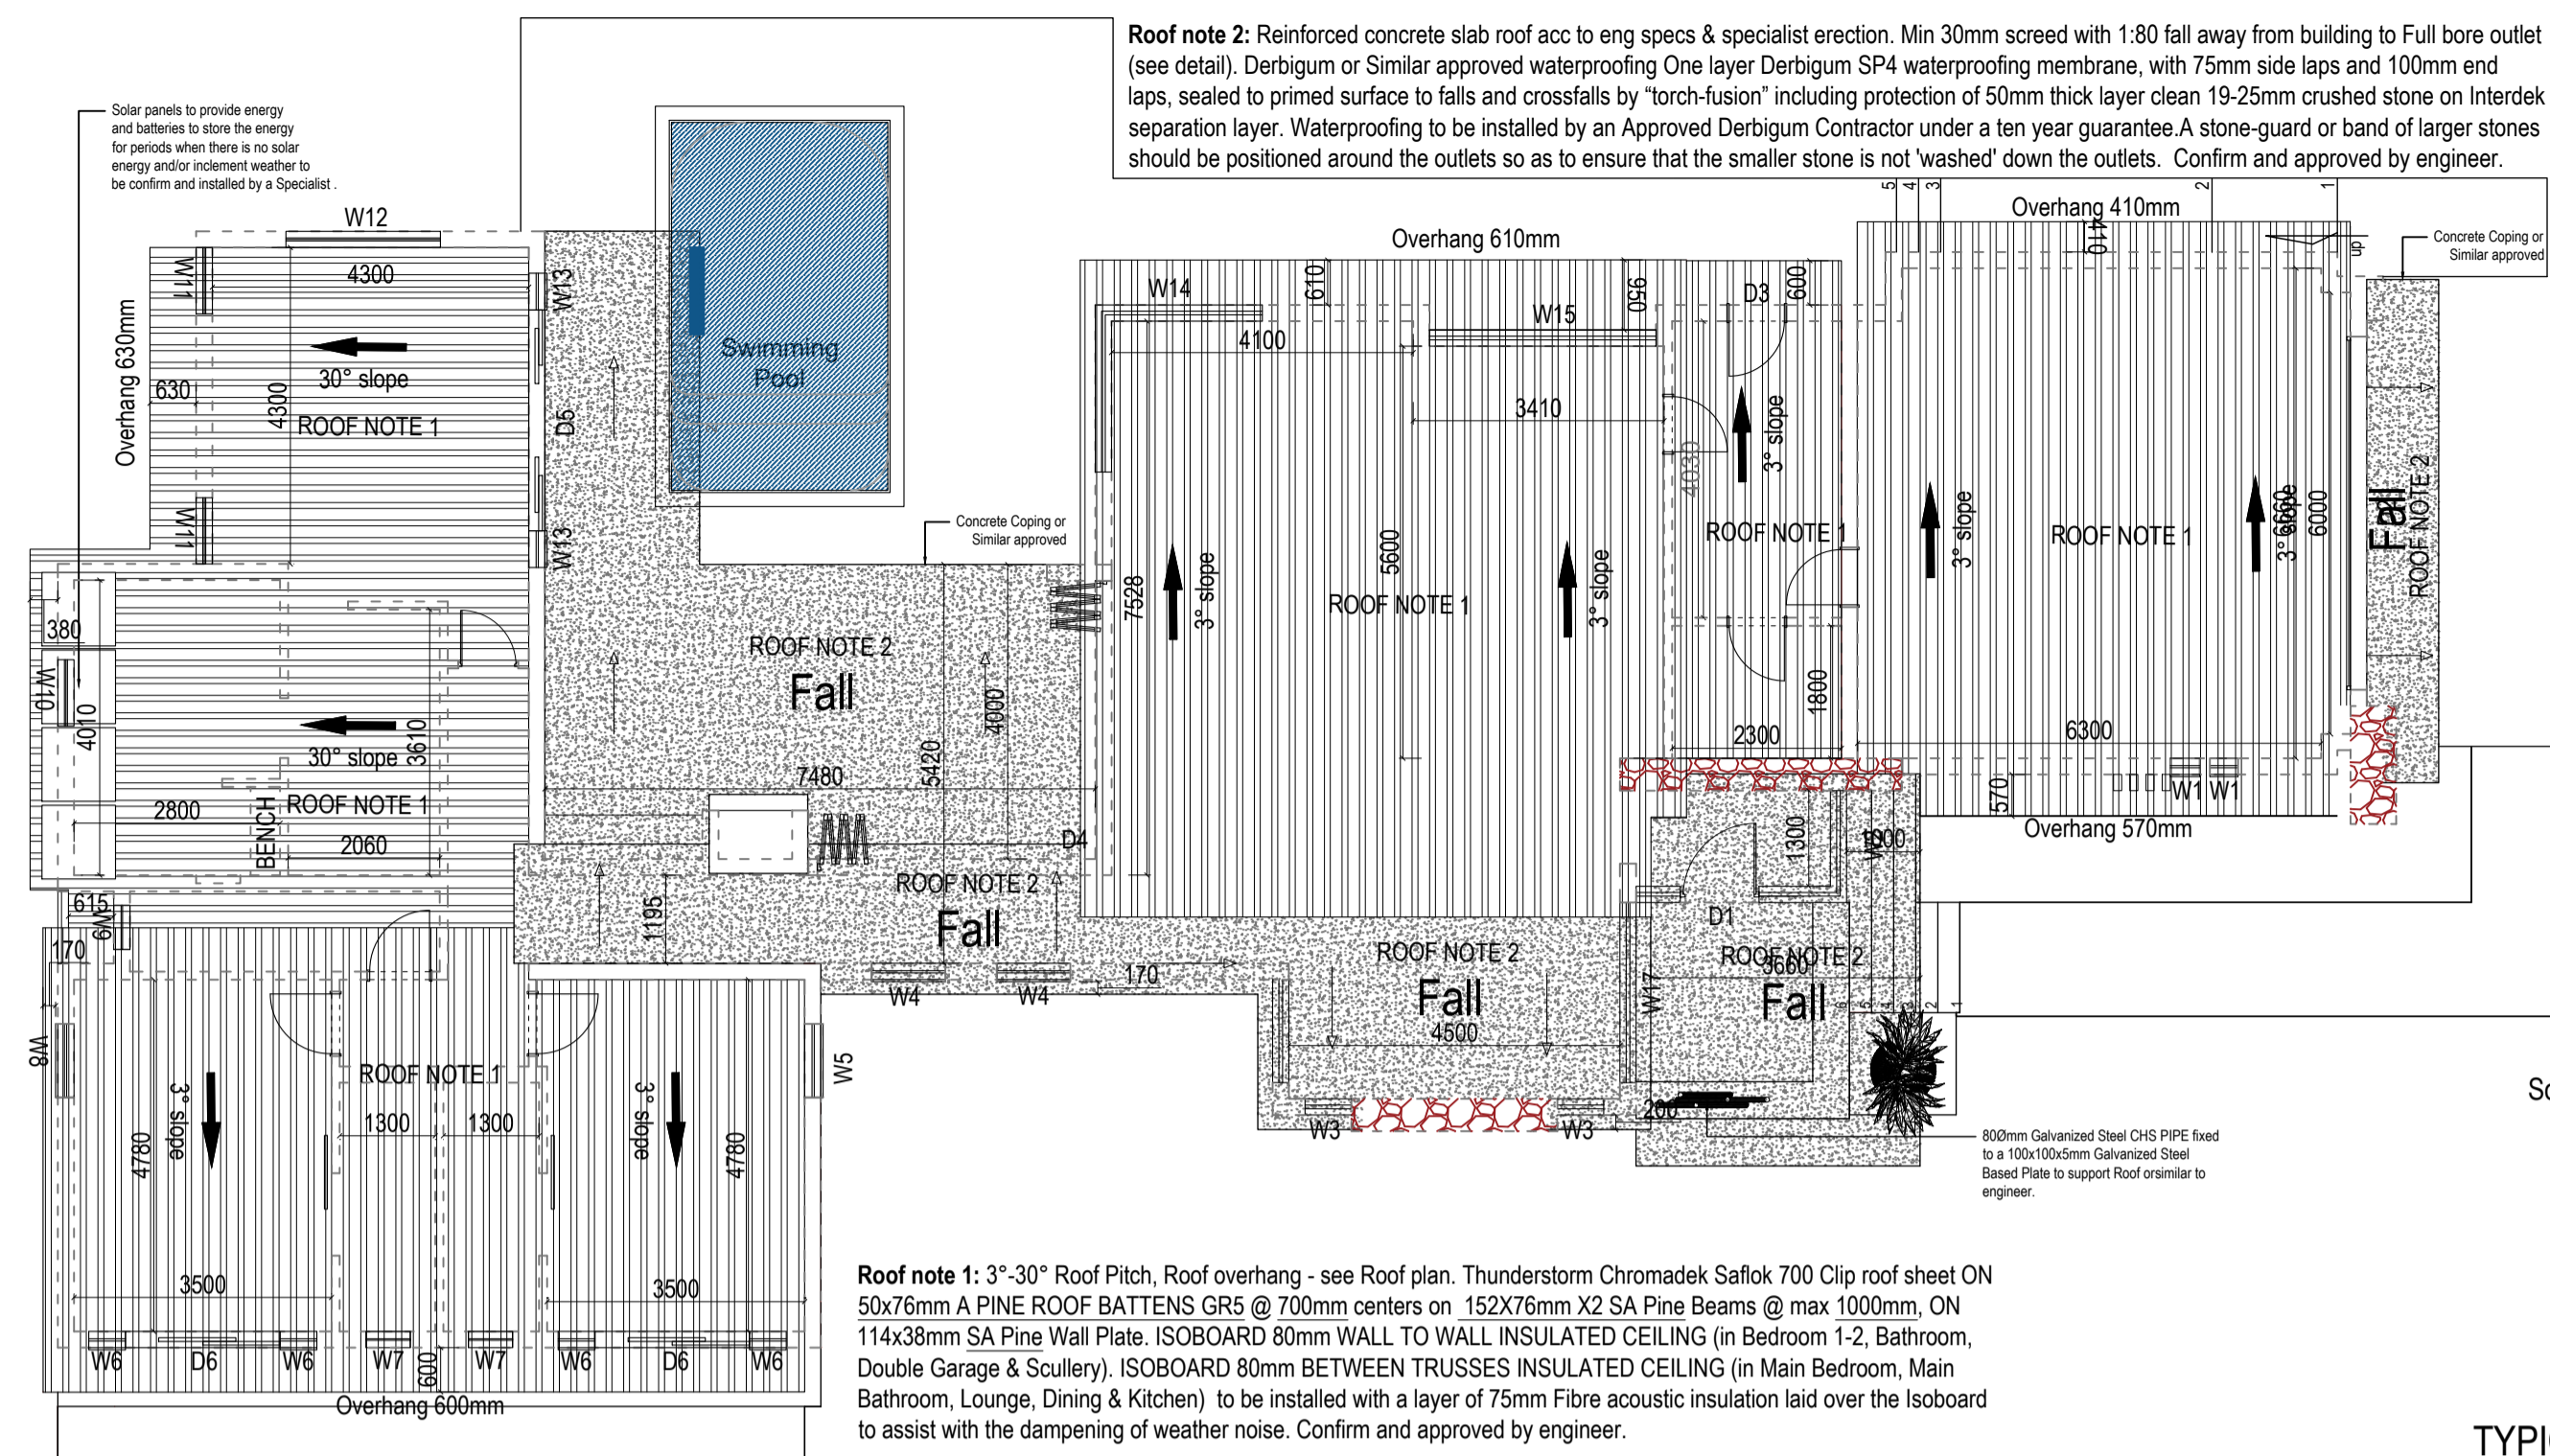 Roof note 2: Reinforced concrete slab roof acc to eng specs & specialist erection. Min 30mm screed with 1:80 fall away from building to Full bore outlet
(see detail). Derbigum or Similar approved waterproofing One layer Derbigum SP4 waterproofing membrane, with 75mm side laps and 100mm end
laps, sealed to primed surface to falls and crossfalls by “torch-fusion” including protection of 50mm thick layer clean 19-25mm crushed stone on Interdek
separation layer. Waterproofing to be installed by an Approved Derbigum Contractor under a ten year guarantee.A stone-guard or band of larger stones
should be positioned around the outlets so as to ensure that the smaller stone is not 'washed' down the outlets. Confirm and approved by engineer.
Solar panels to provide energy
and batteries to store the energy
for periods when there is no solar
energy and/or inclement weather to
be confirm and installed by a Specialist .
W12
W11
4300
W13
Overhang 630mm
630
4300
30° slope
ROOF NOTE 1
D5
W11
W13
Swimming
Pool
Concrete Coping or
Similar approved
Overhang 610mm
W14
610
950
W15
4100
3410
D3
600
3° slope
4030
ROOF NOTE 1
5600
7528
3° slope
ROOF NOTE 1
3° slope
1800
2300
5
4
3
2
1
Overhang 410mm
410
dn
Concrete Coping or
Similar approved
3° slope
ROOF NOTE 1
3° slope
6660
6000
Fall
ROOF NOTE 2
6300
W1
W1
570
Overhang 570mm
380
W10
4010
30° slope
3610
ROOF NOTE 1
2800
BENCH
2060
ROOF NOTE 2
Fall
4000
5420
7480
D4
ROOF NOTE 2
Fall
1195
W4
W4
170
615
W9
170
W8
3° slope
ROOF NOTE 1
3° slope
W5
1300
1300
4780
4780
3500
3500
W6
D6
W6
W7
600
W7
W6
D6
W6
Overhang 600mm
ROOF NOTE 2
Fall
4500
W3
W3
200
W17
1300
1000
D1
ROOF NOTE 2
3660
Fall
6
5
4
3
2
1
80Ømm Galvanized Steel CHS PIPE fixed
to a 100x100x5mm Galvanized Steel
Based Plate to support Roof orsimilar to
engineer.
Roof note 1: 3°-30° Roof Pitch, Roof overhang - see Roof plan. Thunderstorm Chromadek Saflok 700 Clip roof sheet ON
50x76mm A PINE ROOF BATTENS GR5 @ 700mm centers on 152X76mm X2 SA Pine Beams @ max 1000mm, ON
114x38mm SA Pine Wall Plate. ISOBOARD 80mm WALL TO WALL INSULATED CEILING (in Bedroom 1-2, Bathroom,
Double Garage & Scullery). ISOBOARD 80mm BETWEEN TRUSSES INSULATED CEILING (in Main Bedroom, Main
Bathroom, Lounge, Dining & Kitchen) to be installed with a layer of 75mm Fibre acoustic insulation laid over the Isoboard
to assist with the dampening of weather noise. Confirm and approved by engineer.